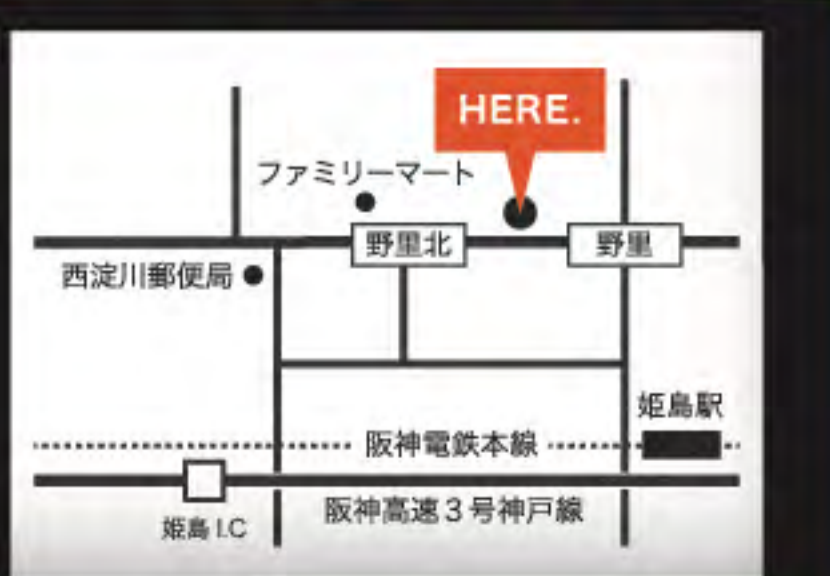 HERE.
ファミリーマート
野里北
野里
西淀川郵便局
姫島駅
阪神電鉄本線
阪神高速3号神戸線
姫島 I.C